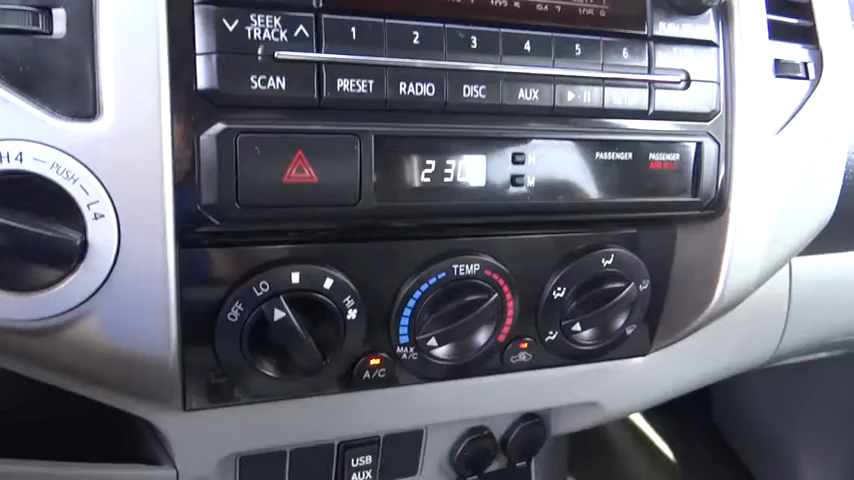 SEEK
TRACK
1 2 3 4 5 6
SCAN
PRESET RADIO DISC AUX
H4
PUSH
L4
2 30
H
M
PASSENGER
PASSENGER
OFF LO HI
TEMP
MAX
A/C
A/C
USB
AUX